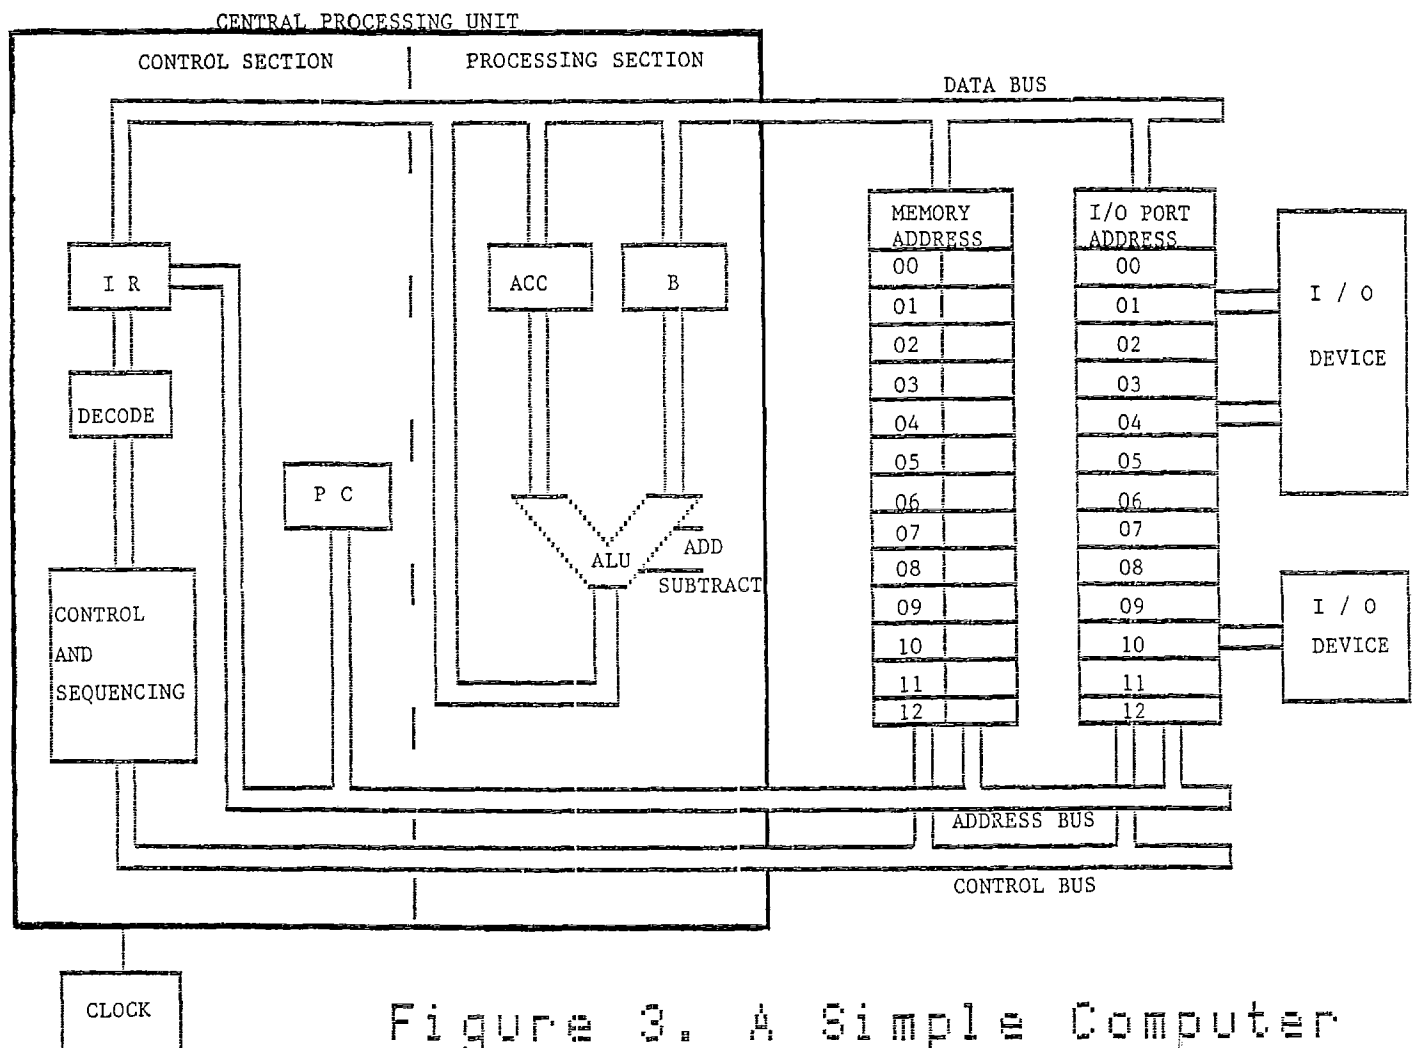 CENTRAL PROCESSING UNIT
CONTROL SECTION
PROCESSING SECTION
DATA BUS
I R
DECODE
CONTROL
AND
SEQUENCING
P C
ACC
B
ALU
ADD
SUBTRACT
MEMORY
ADDRESS
00
01
02
03
04
05
06
07
08
09
10
11
12
I/O PORT
ADDRESS
00
01
02
03
04
05
06
07
08
09
10
11
12
I / O
DEVICE
I / O
DEVICE
ADDRESS BUS
CONTROL BUS
CLOCK
Figure 3. A Simple Computer